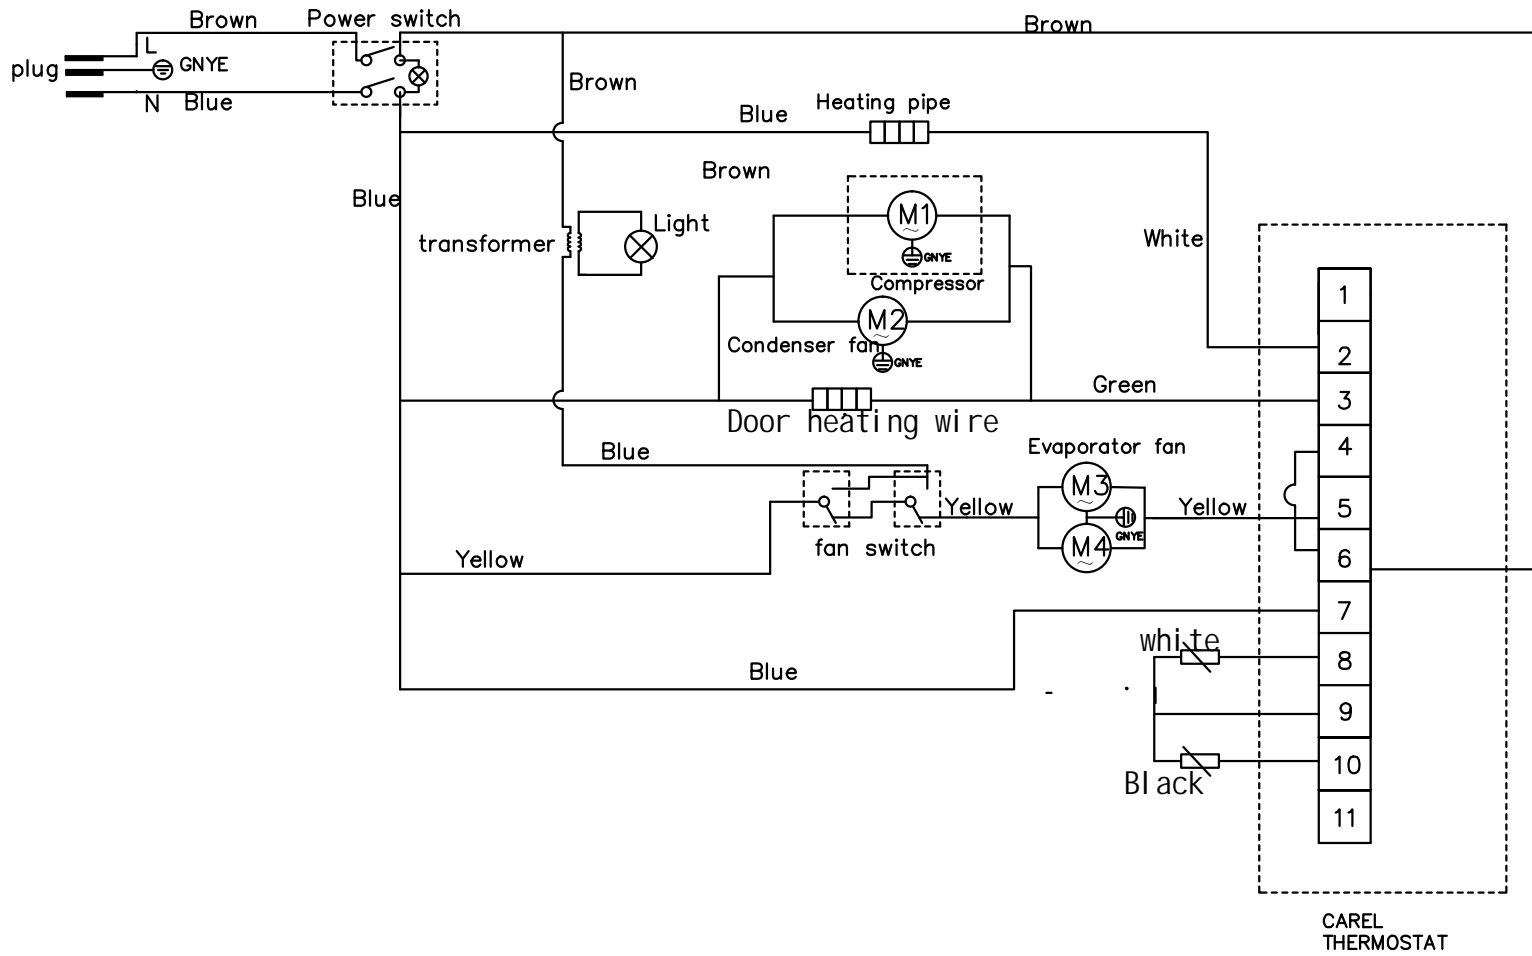 Brown
Power switch
Brown
L
plug
GNYE
N
Blue
Brown
Heating pipe
Blue
Brown
Blue
M1
~
Light
transformer
GNYE
White
Compressor
1
M2
~
Condenser fan
GNYE
2
Green
3
Door heating wire
Evaporator fan
4
Blue
M3
~
Yellow
Yellow
5
GNYE
fan switch
M4
~
Yellow
6
7
white
8
Blue
9
10
Black
11
CAREL
THERMOSTAT